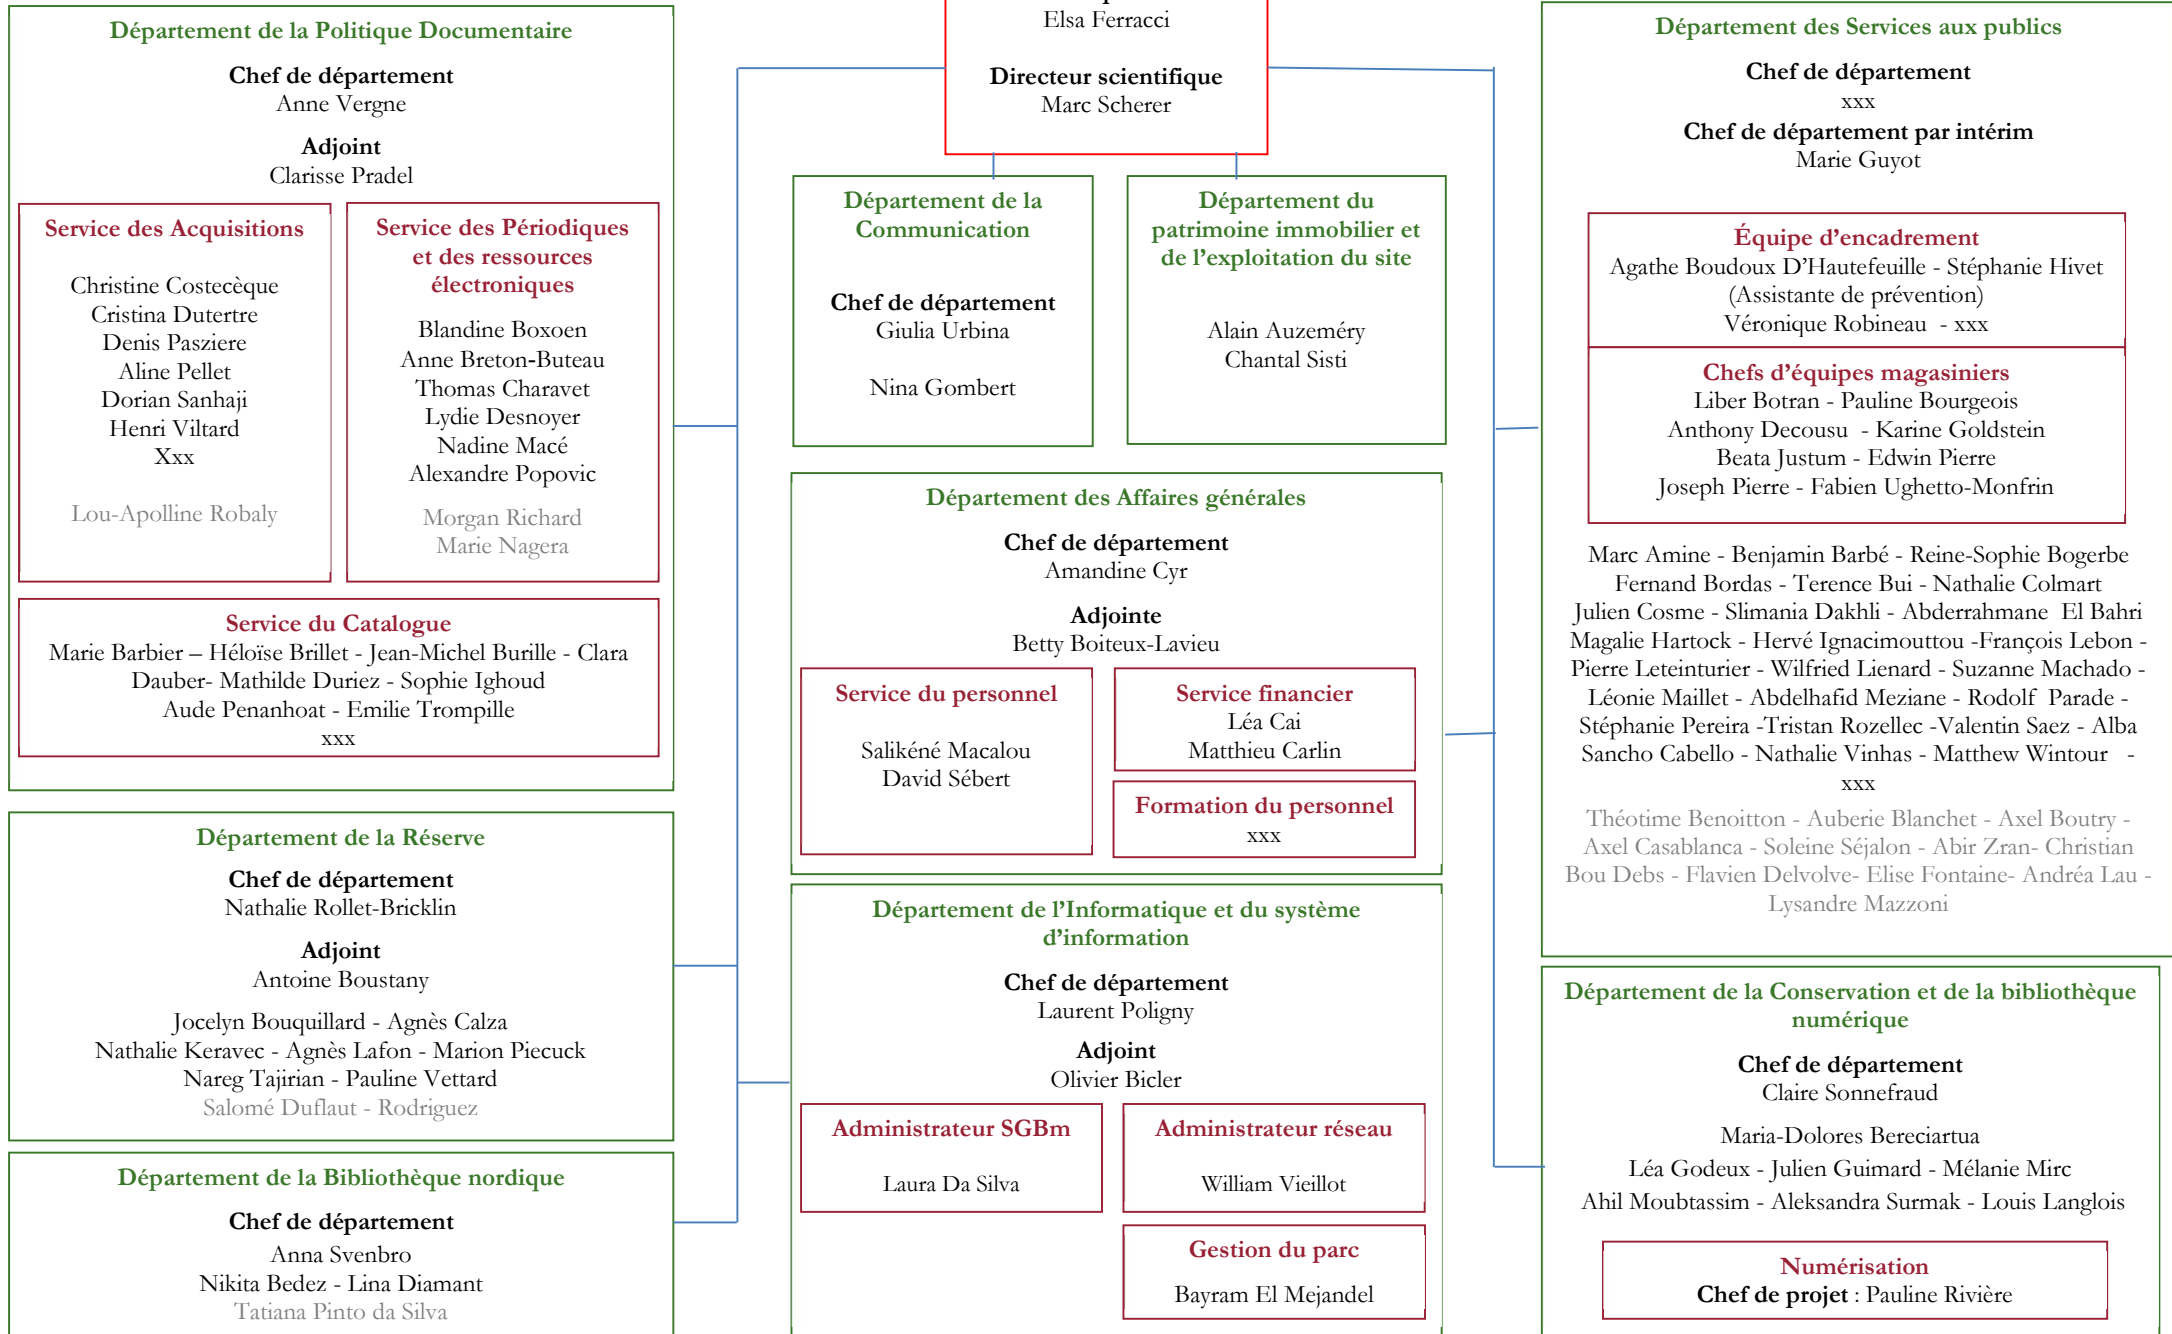 Elsa Ferracci
Directeur scientifique
Marc Scherer
Département de la Politique Documentaire
Chef de département
Anne Vergne
Adjoint
Clarisse Pradel
Service des Acquisitions
Christine Costecèque
Cristina Dutertre
Denis Pasziere
Aline Pellet
Dorian Sanhaji
Henri Viltard
Xxx
Lou-Apolline Robaly
Service des Périodiques
et des ressources
électroniques
Blandine Boxoen
Anne Breton-Buteau
Thomas Charavet
Lydie Desnoyer
Nadine Macé
Alexandre Popovic
Morgan Richard
Marie Nagera
Service du Catalogue
Marie Barbier – Héloïse Brillet - Jean-Michel Burille - Clara
Dauber- Mathilde Duriez - Sophie Ighoud
Aude Penanhoat - Emilie Trompille
xxx
Département de la Réserve
Chef de département
Nathalie Rollet-Bricklin
Adjoint
Antoine Boustany
Jocelyn Bouquillard - Agnès Calza
Nathalie Keravec - Agnès Lafon - Marion Piecuck
Nareg Tajirian - Pauline Vettard
Salomé Duflaut - Rodriguez
Département de la Bibliothèque nordique
Chef de département
Anna Svenbro
Nikita Bedez - Lina Diamant
Tatiana Pinto da Silva
Département de la
Communication
Chef de département
Giulia Urbina
Nina Gombert
Département du
patrimoine immobilier et
de l'exploitation du site
Alain Auzeméry
Chantal Sisti
Département des Affaires générales
Chef de département
Amandine Cyr
Adjointe
Betty Boiteux-Lavieu
Service du personnel
Salikéné Macalou
David Sébert
Service financier
Léa Cai
Matthieu Carlin
Formation du personnel
xxx
Département de l'Informatique et du système
d'information
Chef de département
Laurent Poligny
Adjoint
Olivier Bicler
Administrateur SGBm
Laura Da Silva
Administrateur réseau
William Vieillot
Gestion du parc
Bayram El Mejandel
Département des Services aux publics
Chef de département
xxx
Chef de département par intérim
Marie Guyot
Équipe d'encadrement
Agathe Boudoux D'Hautefeuille - Stéphanie Hivet
(Assistante de prévention)
Véronique Robineau - xxx
Chefs d'équipes magasiniers
Liber Botran - Pauline Bourgeois
Anthony Decousu - Karine Goldstein
Beata Justum - Edwin Pierre
Joseph Pierre - Fabien Ughetto-Monfrin
Marc Amine - Benjamin Barbé - Reine-Sophie Bogerbe
Fernand Bordas - Terence Bui - Nathalie Colmart
Julien Cosme - Slimania Dakhli - Abderrahmane El Bahri
Magalie Hartock - Hervé Ignacimouttou -François Lebon -
Pierre Leteinturier - Wilfried Lienard - Suzanne Machado -
Léonie Maillet - Abdelhafid Meziane - Rodolf Parade -
Stéphanie Pereira -Tristan Rozellec -Valentin Saez - Alba
Sancho Cabello - Nathalie Vinhas - Matthew Wintour -
xxx
Théotime Benoitton - Auberie Blanchet - Axel Boutry -
Axel Casablanca - Soleine Séjalon - Abir Zran- Christian
Bou Debs - Flavien Delvolve- Elise Fontaine- Andréa Lau -
Lysandre Mazzoni
Département de la Conservation et de la bibliothèque
numérique
Chef de département
Claire Sonnefraud
Maria-Dolores Bereciartua
Léa Godeux - Julien Guimard - Mélanie Mirc
Ahil Moubtassim - Aleksandra Surmak - Louis Langlois
Numérisation
Chef de projet : Pauline Rivière